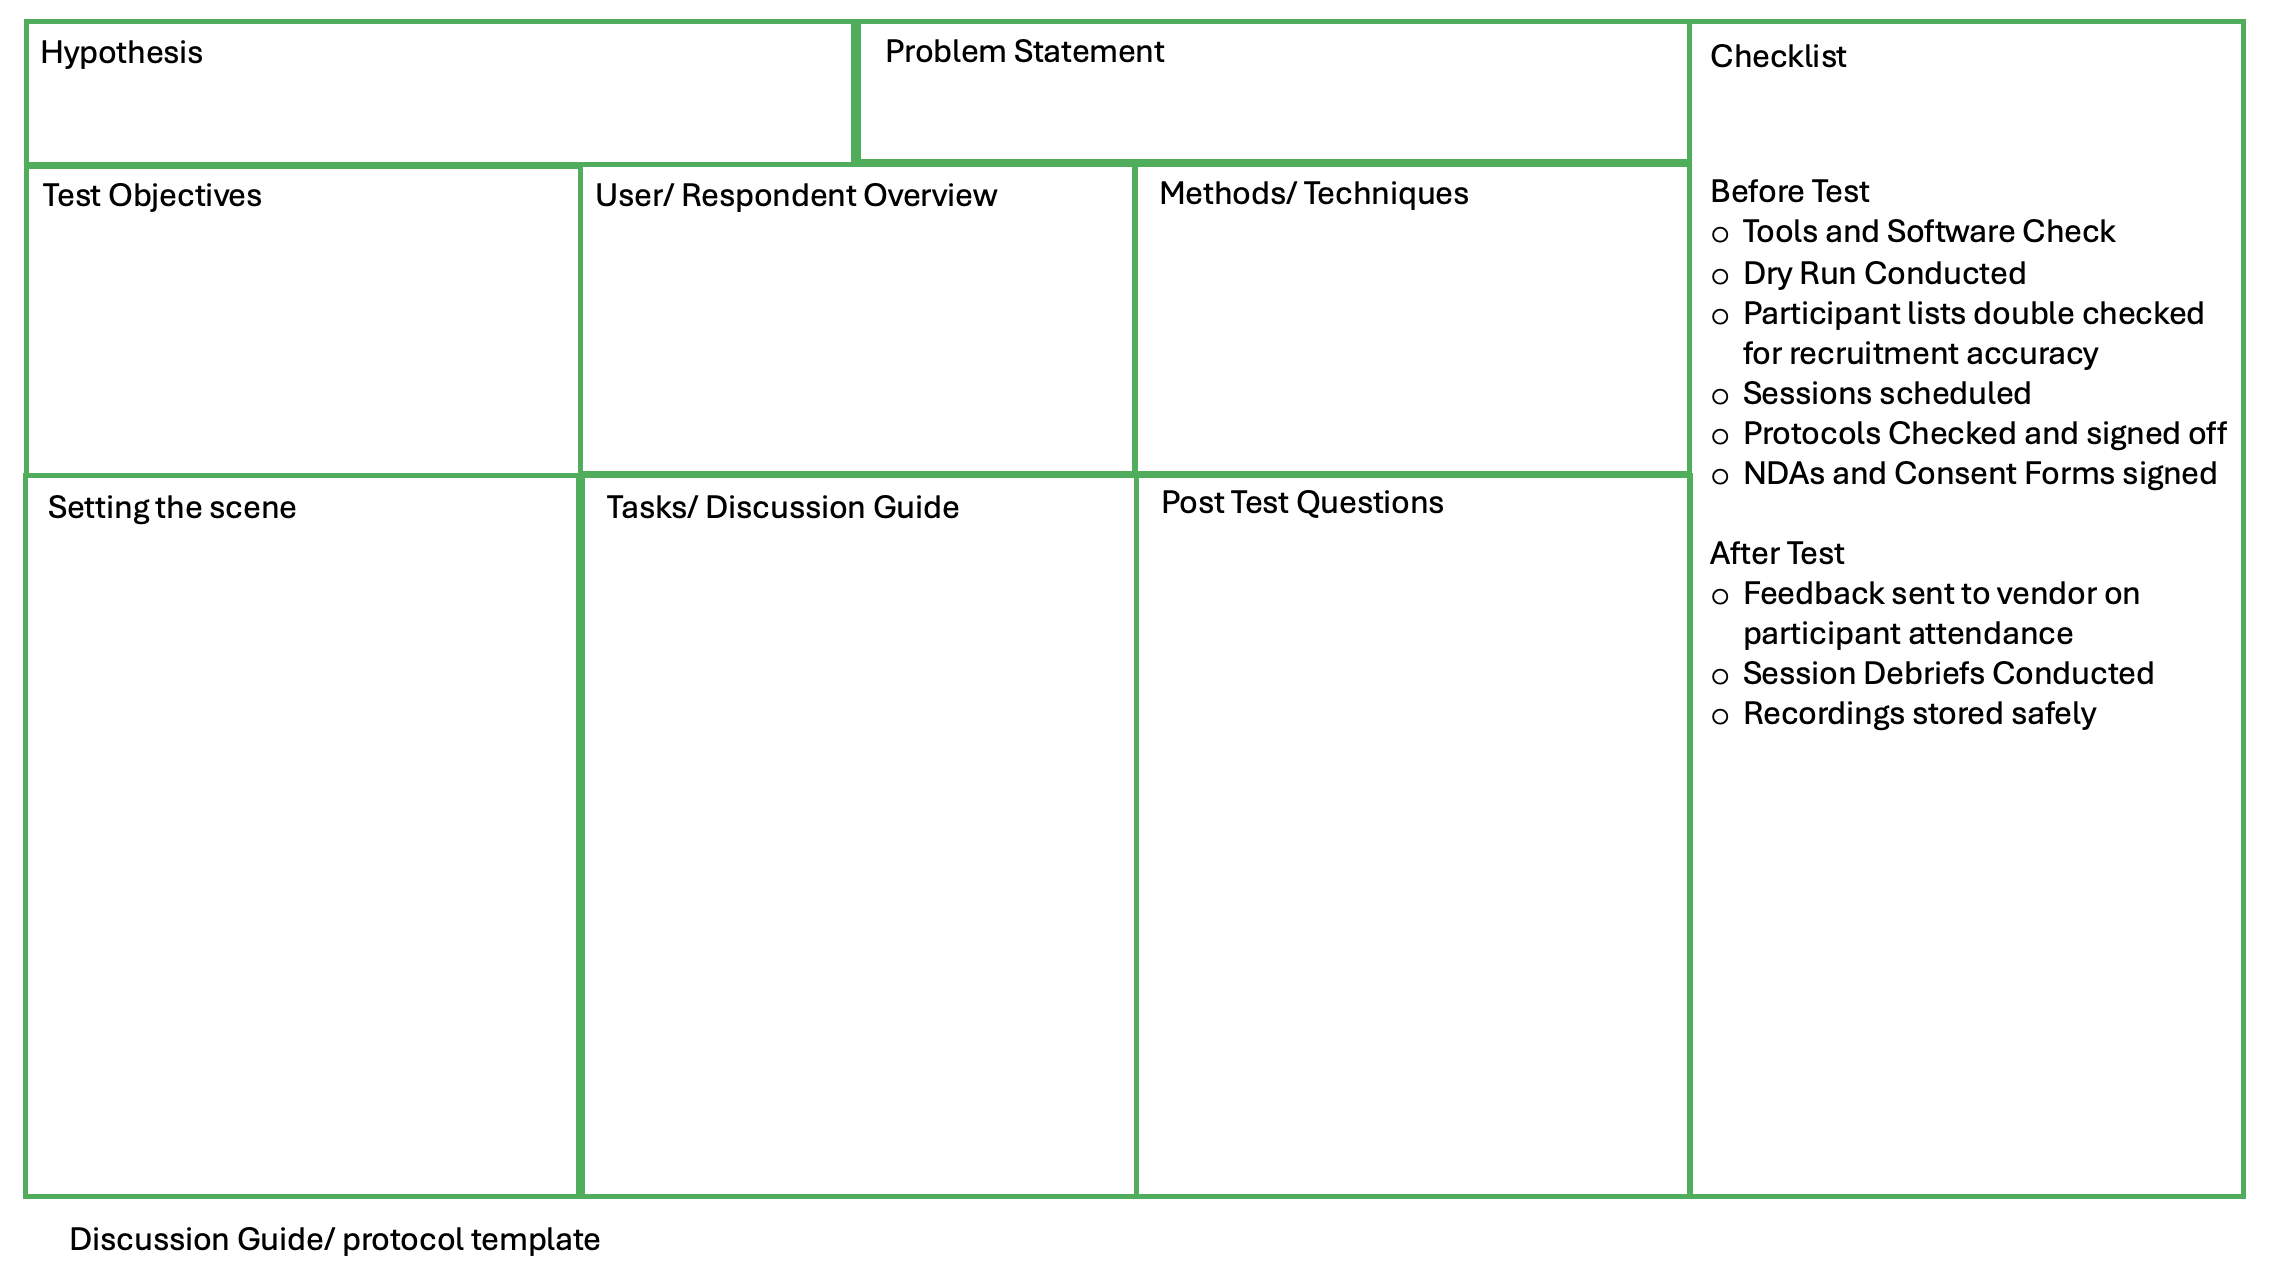 Hypothesis
Problem Statement
Checklist
Test Objectives
User/ Respondent Overview
Methods/ Techniques
Before Test
○ Tools and Software Check
○ Dry Run Conducted
○ Participant lists double checked
for recruitment accuracy
○ Sessions scheduled
○ Protocols Checked and signed off
○ NDAs and Consent Forms signed
Setting the scene
Tasks/ Discussion Guide
Post Test Questions
After Test
○ Feedback sent to vendor on
participant attendance
○ Session Debriefs Conducted
○ Recordings stored safely
Discussion Guide/ protocol template